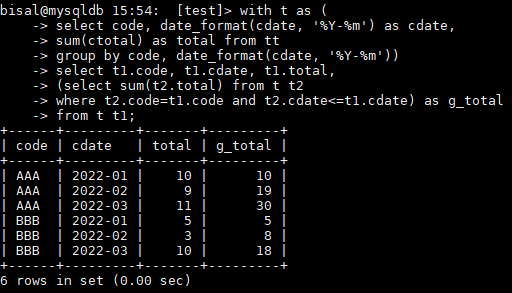 bisal@mysqldb 15:54:  [test]> with t as (
    -> select code, date_format(cdate, '%Y-%m') as cdate,
    -> sum(ctotal) as total from tt
    -> group by code, date_format(cdate, '%Y-%m'))
    -> select t1.code, t1.cdate, t1.total,
    -> (select sum(t2.total) from t t2
    -> where t2.code=t1.code and t2.cdate<=t1.cdate) as g_total
    -> from t t1;
+------+---------+-------+---------+
| code | cdate   | total | g_total |
+------+---------+-------+---------+
| AAA  | 2022-01 |    10 |      10 |
| AAA  | 2022-02 |     9 |      19 |
| AAA  | 2022-03 |    11 |      30 |
| BBB  | 2022-01 |     5 |       5 |
| BBB  | 2022-02 |     3 |       8 |
| BBB  | 2022-03 |    10 |      18 |
+------+---------+-------+---------+
6 rows in set (0.00 sec)